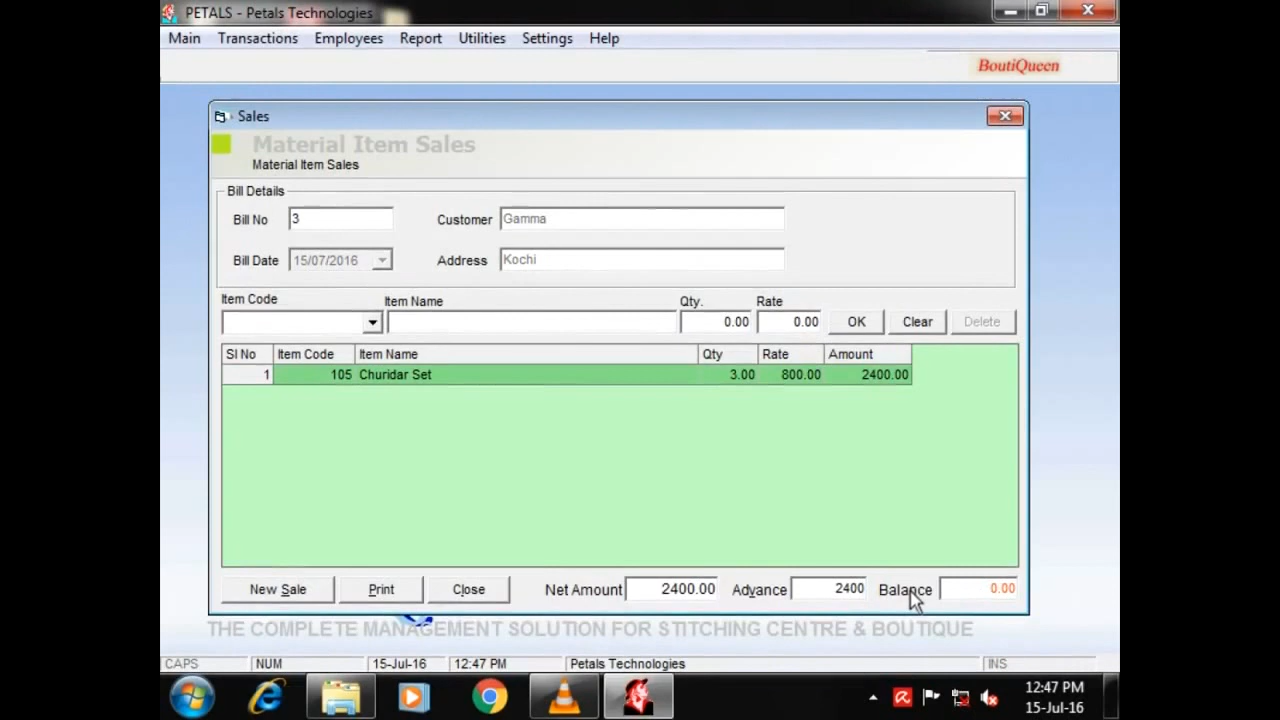 PETALS - Petals Technologies
Main Transactions Employees Report Utilities Settings Help
BoutiQueen
Sales
Material Item Sales
Material Item Sales
Bill Details
Bill No 3 Customer Gamma
Bill Date 15/07/2016 Address Kochi
Item Code Item Name Qty. Rate
0.00 0.00 OK Clear Delete
Sl No Item Code Item Name Qty Rate Amount
1 105 Churidar Set 3.00 800.00 2400.00
New Sale Print Close Net Amount 2400.00 Advance 2400 Balance 0.00
THE COMPLETE MANAGEMENT SOLUTION FOR STITCHING CENTRE & BOUTIQUE
CAPS NUM 15-Jul-16 12:47 PM Petals Technologies INS
12:47 PM
15-Jul-16